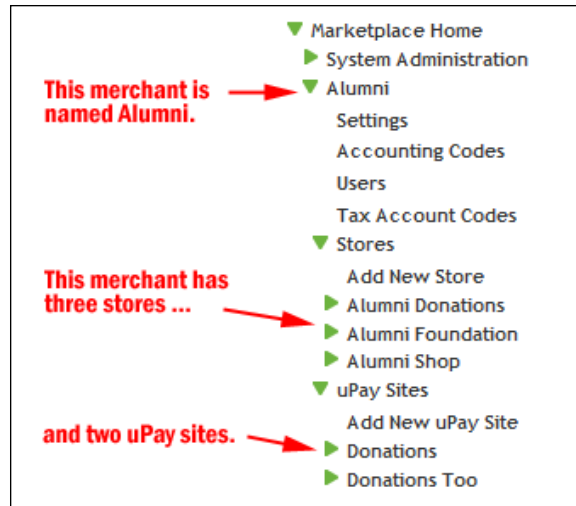 Marketplace Home
System Administration
This merchant is
named Alumni.
Alumni
Settings
Accounting Codes
Users
Tax Account Codes
Stores
Add New Store
This merchant has
three stores ...
Alumni Donations
Alumni Foundation
Alumni Shop
uPay Sites
Add New uPay Site
and two uPay sites.
Donations
Donations Too